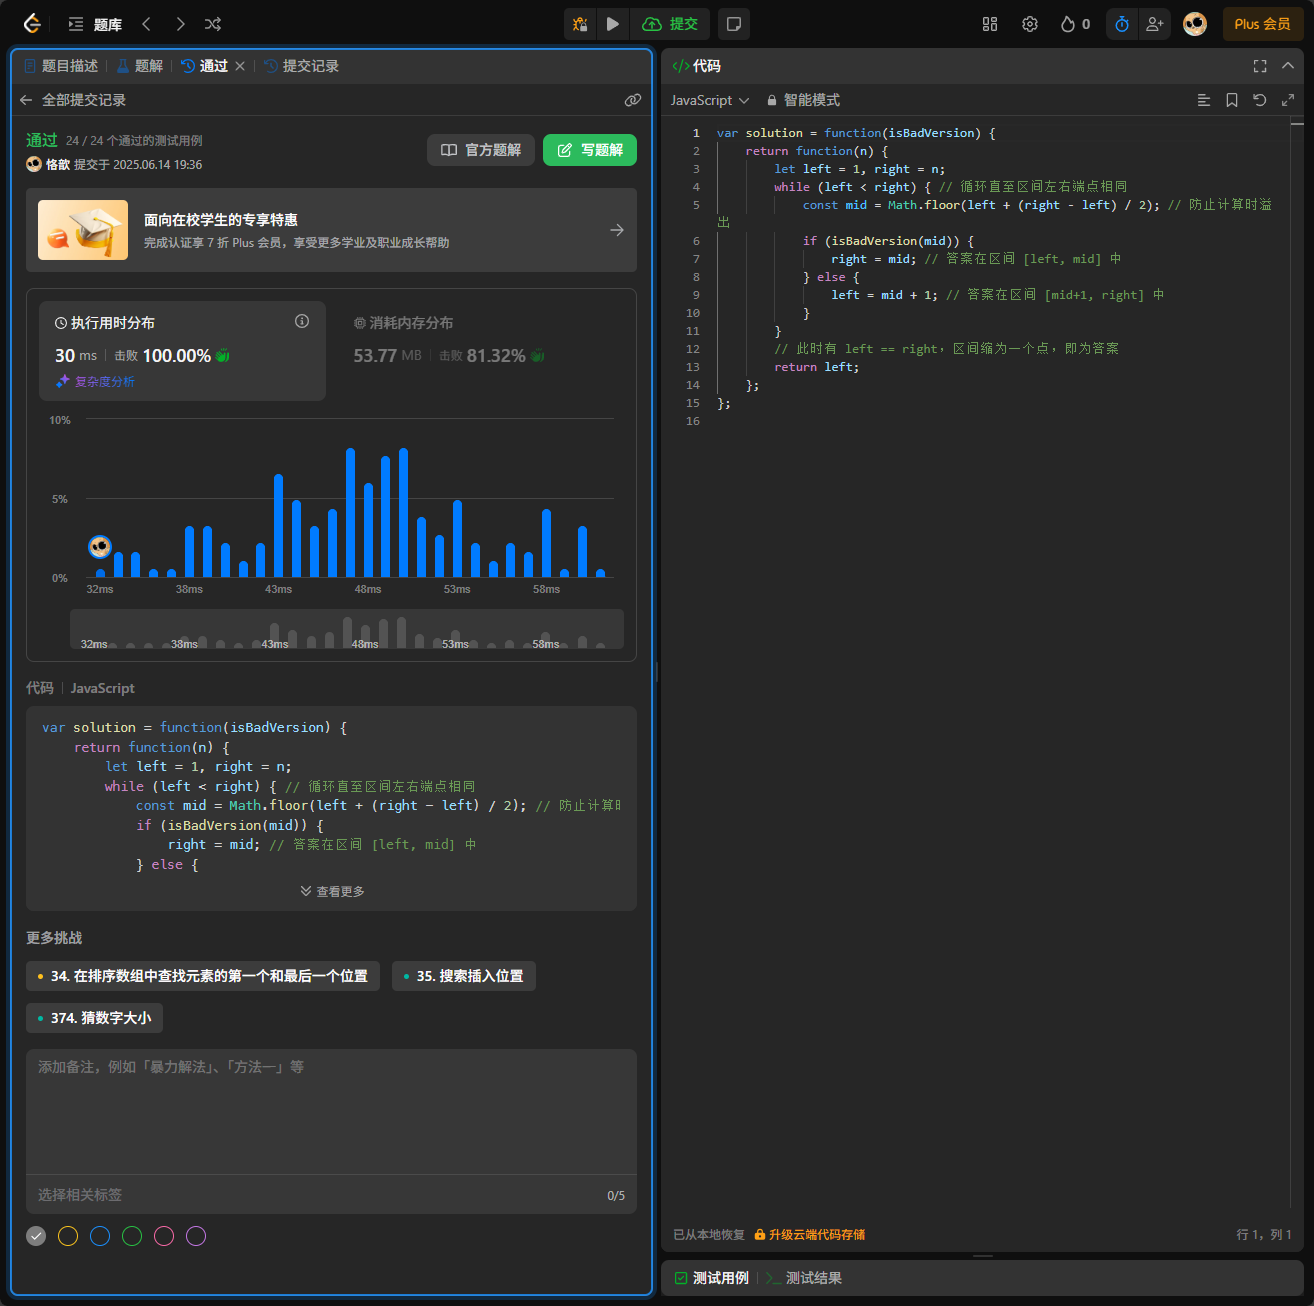 题库
提交
0
Plus 会员
题目描述
题解
通过
提交记录
全部提交记录
通过 24 / 24 个通过的测试用例
恪歆 提交于 2025.06.14 19:36
官方题解
写题解
面向在校学生的专享特惠
完成认证享 7 折 Plus 会员，享受更多学业及职业成长帮助
执行用时分布
30 ms 击败 100.00%
复杂度分析
消耗内存分布
53.77 MB 击败 81.32%
10%
5%
0%
32ms 38ms 43ms 48ms 53ms 58ms
32ms 38ms 43ms 48ms 53ms 58ms
代码 JavaScript
var solution = function(isBadVersion) {
    return function(n) {
        let left = 1, right = n;
        while (left < right) { // 循环直至区间左右端点相同
            const mid = Math.floor(left + (right - left) / 2); // 防止计算
            if (isBadVersion(mid)) {
                right = mid; // 答案在区间 [left, mid] 中
            } else {
查看更多
更多挑战
34. 在排序数组中查找元素的第一个和最后一个位置
35. 搜索插入位置
374. 猜数字大小
添加备注，例如「暴力解法」、「方法一」等
选择相关标签
0/5
代码
JavaScript
智能模式
1 var solution = function(isBadVersion) {
2     return function(n) {
3         let left = 1, right = n;
4         while (left < right) { // 循环直至区间左右端点相同
5             const mid = Math.floor(left + (right - left) / 2); // 防止计算时溢
出
6             if (isBadVersion(mid)) {
7                 right = mid; // 答案在区间 [left, mid] 中
8             } else {
9                 left = mid + 1; // 答案在区间 [mid+1, right] 中
10             }
11         }
12         // 此时有 left == right，区间缩为一个点，即为答案
13         return left;
14     };
15 };
16
已从本地恢复
升级云端代码存储
行 1，列 1
测试用例
测试结果